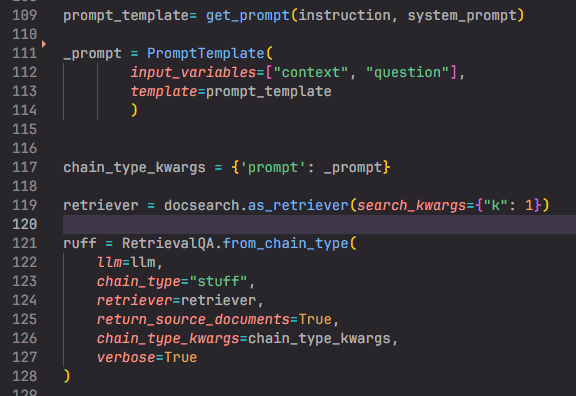 109 prompt_template= get_prompt(instruction, system_prompt)
110
111 _prompt = PromptTemplate(
112         input_variables=["context", "question"],
113         template=prompt_template
114         )
115
116
117 chain_type_kwargs = {'prompt': _prompt}
118
119 retriever = docsearch.as_retriever(search_kwargs={"k": 1})
120
121 ruff = RetrievalQA.from_chain_type(
122     llm=llm,
123     chain_type="stuff",
124     retriever=retriever,
125     return_source_documents=True,
126     chain_type_kwargs=chain_type_kwargs,
127     verbose=True
128 )